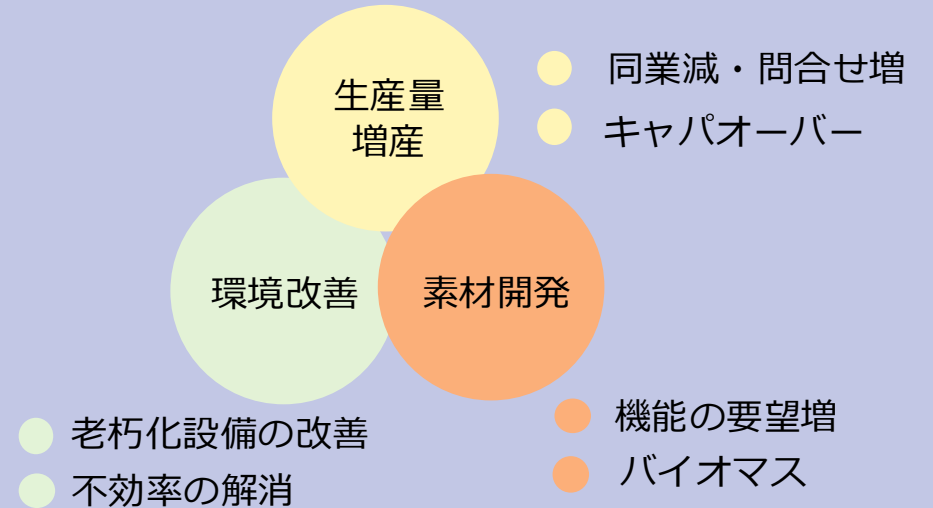 生産量
増産
同業減・問合せ増
キャパオーバー
環境改善
素材開発
老朽化設備の改善
不効率の解消
機能の要望増
バイオマス